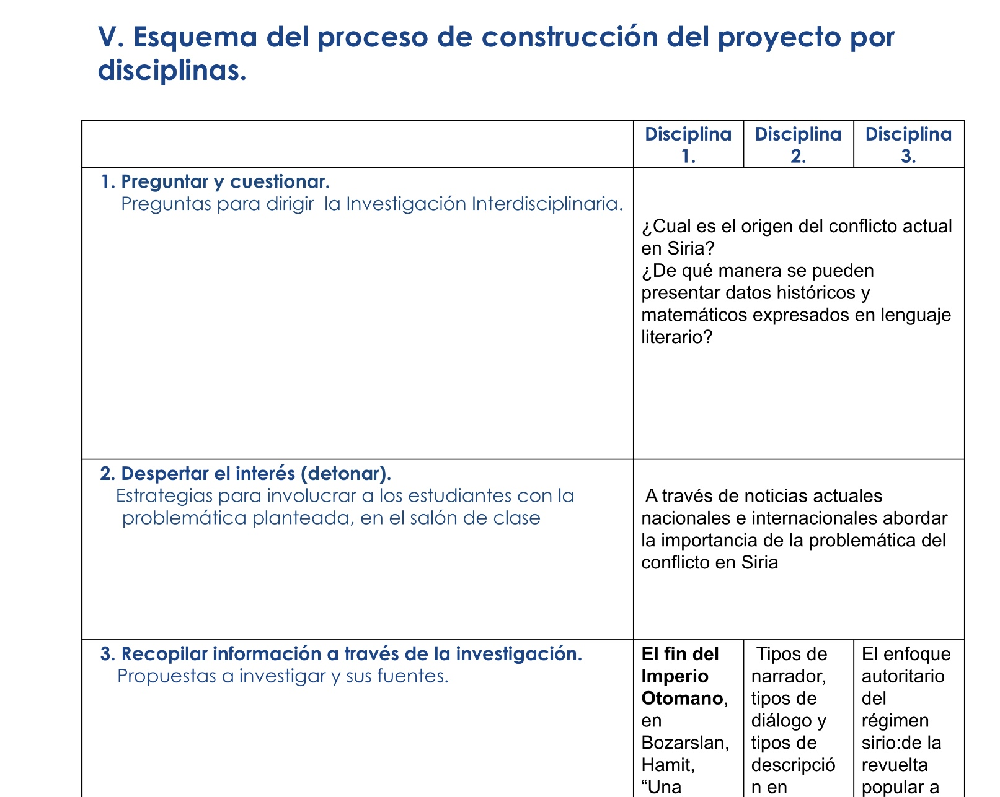 V. Esquema del proceso de construcción del proyecto por
disciplinas.
Disciplina
1.
Disciplina
2.
Disciplina
3.
1. Preguntar y cuestionar.
Preguntas para dirigir  la Investigación Interdisciplinaria.
¿Cual es el origen del conflicto actual
en Siria?
¿De qué manera se pueden
presentar datos históricos y
matemáticos expresados en lenguaje
literario?
2. Despertar el interés (detonar).
Estrategias para involucrar a los estudiantes con la
problemática planteada, en el salón de clase
A través de noticias actuales
nacionales e internacionales abordar
la importancia de la problemática del
conflicto en Siria
3. Recopilar información a través de la investigación.
Propuestas a investigar y sus fuentes.
El fin del
Imperio
Otomano,
en
Bozarslan,
Hamit,
“Una
Tipos de
narrador,
tipos de
diálogo y
tipos de
descripció
n en
El enfoque
autoritario
del
régimen
sirio:de la
revuelta
popular a